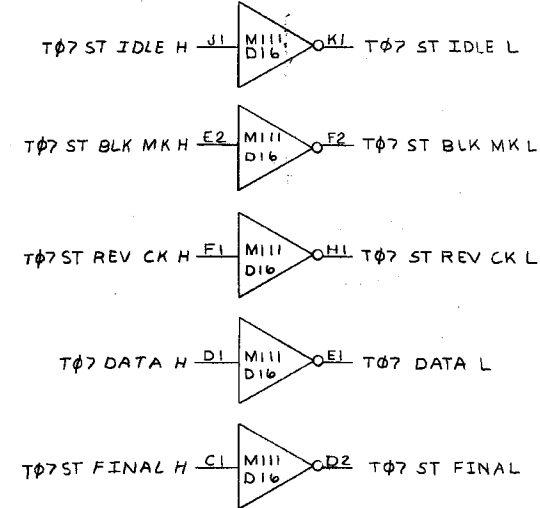 TØ7 ST IDLE H J1 M111 K1 TØ7 ST IDLE L
D16
TØ7 ST BLK MK H E2 M111 F2 TØ7 ST BLK MK L
D16
TØ7 ST REV CK H F1 M111 H1 TØ7 ST REV CK L
D16
TØ7 DATA H D1 M111 E1 TØ7 DATA L
D16
TØ7 ST FINAL H C1 M111 D2 TØ7 ST FINAL
D16